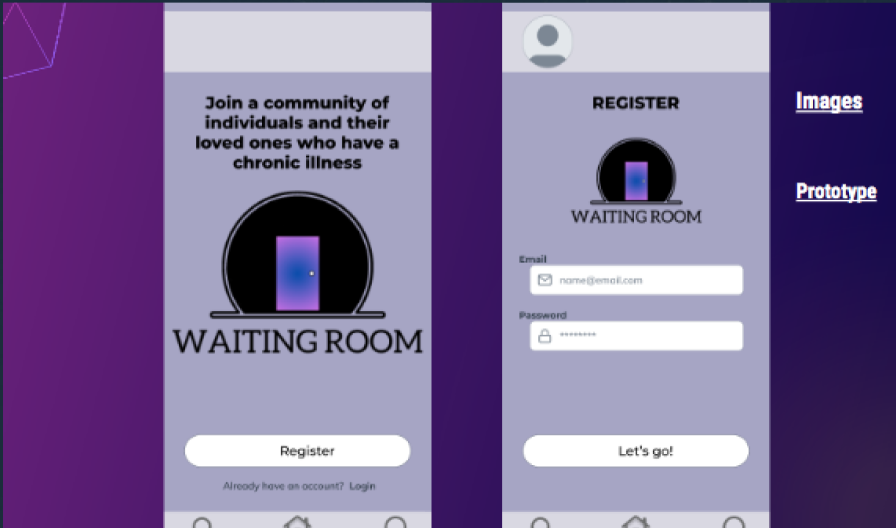 Join a community of
individuals and their
loved ones who have a
chronic illness
WAITING ROOM
Register
Already have an account? Login
REGISTER
WAITING ROOM
Email
name@email.com
Password
********
Let's go!
Images
Prototype